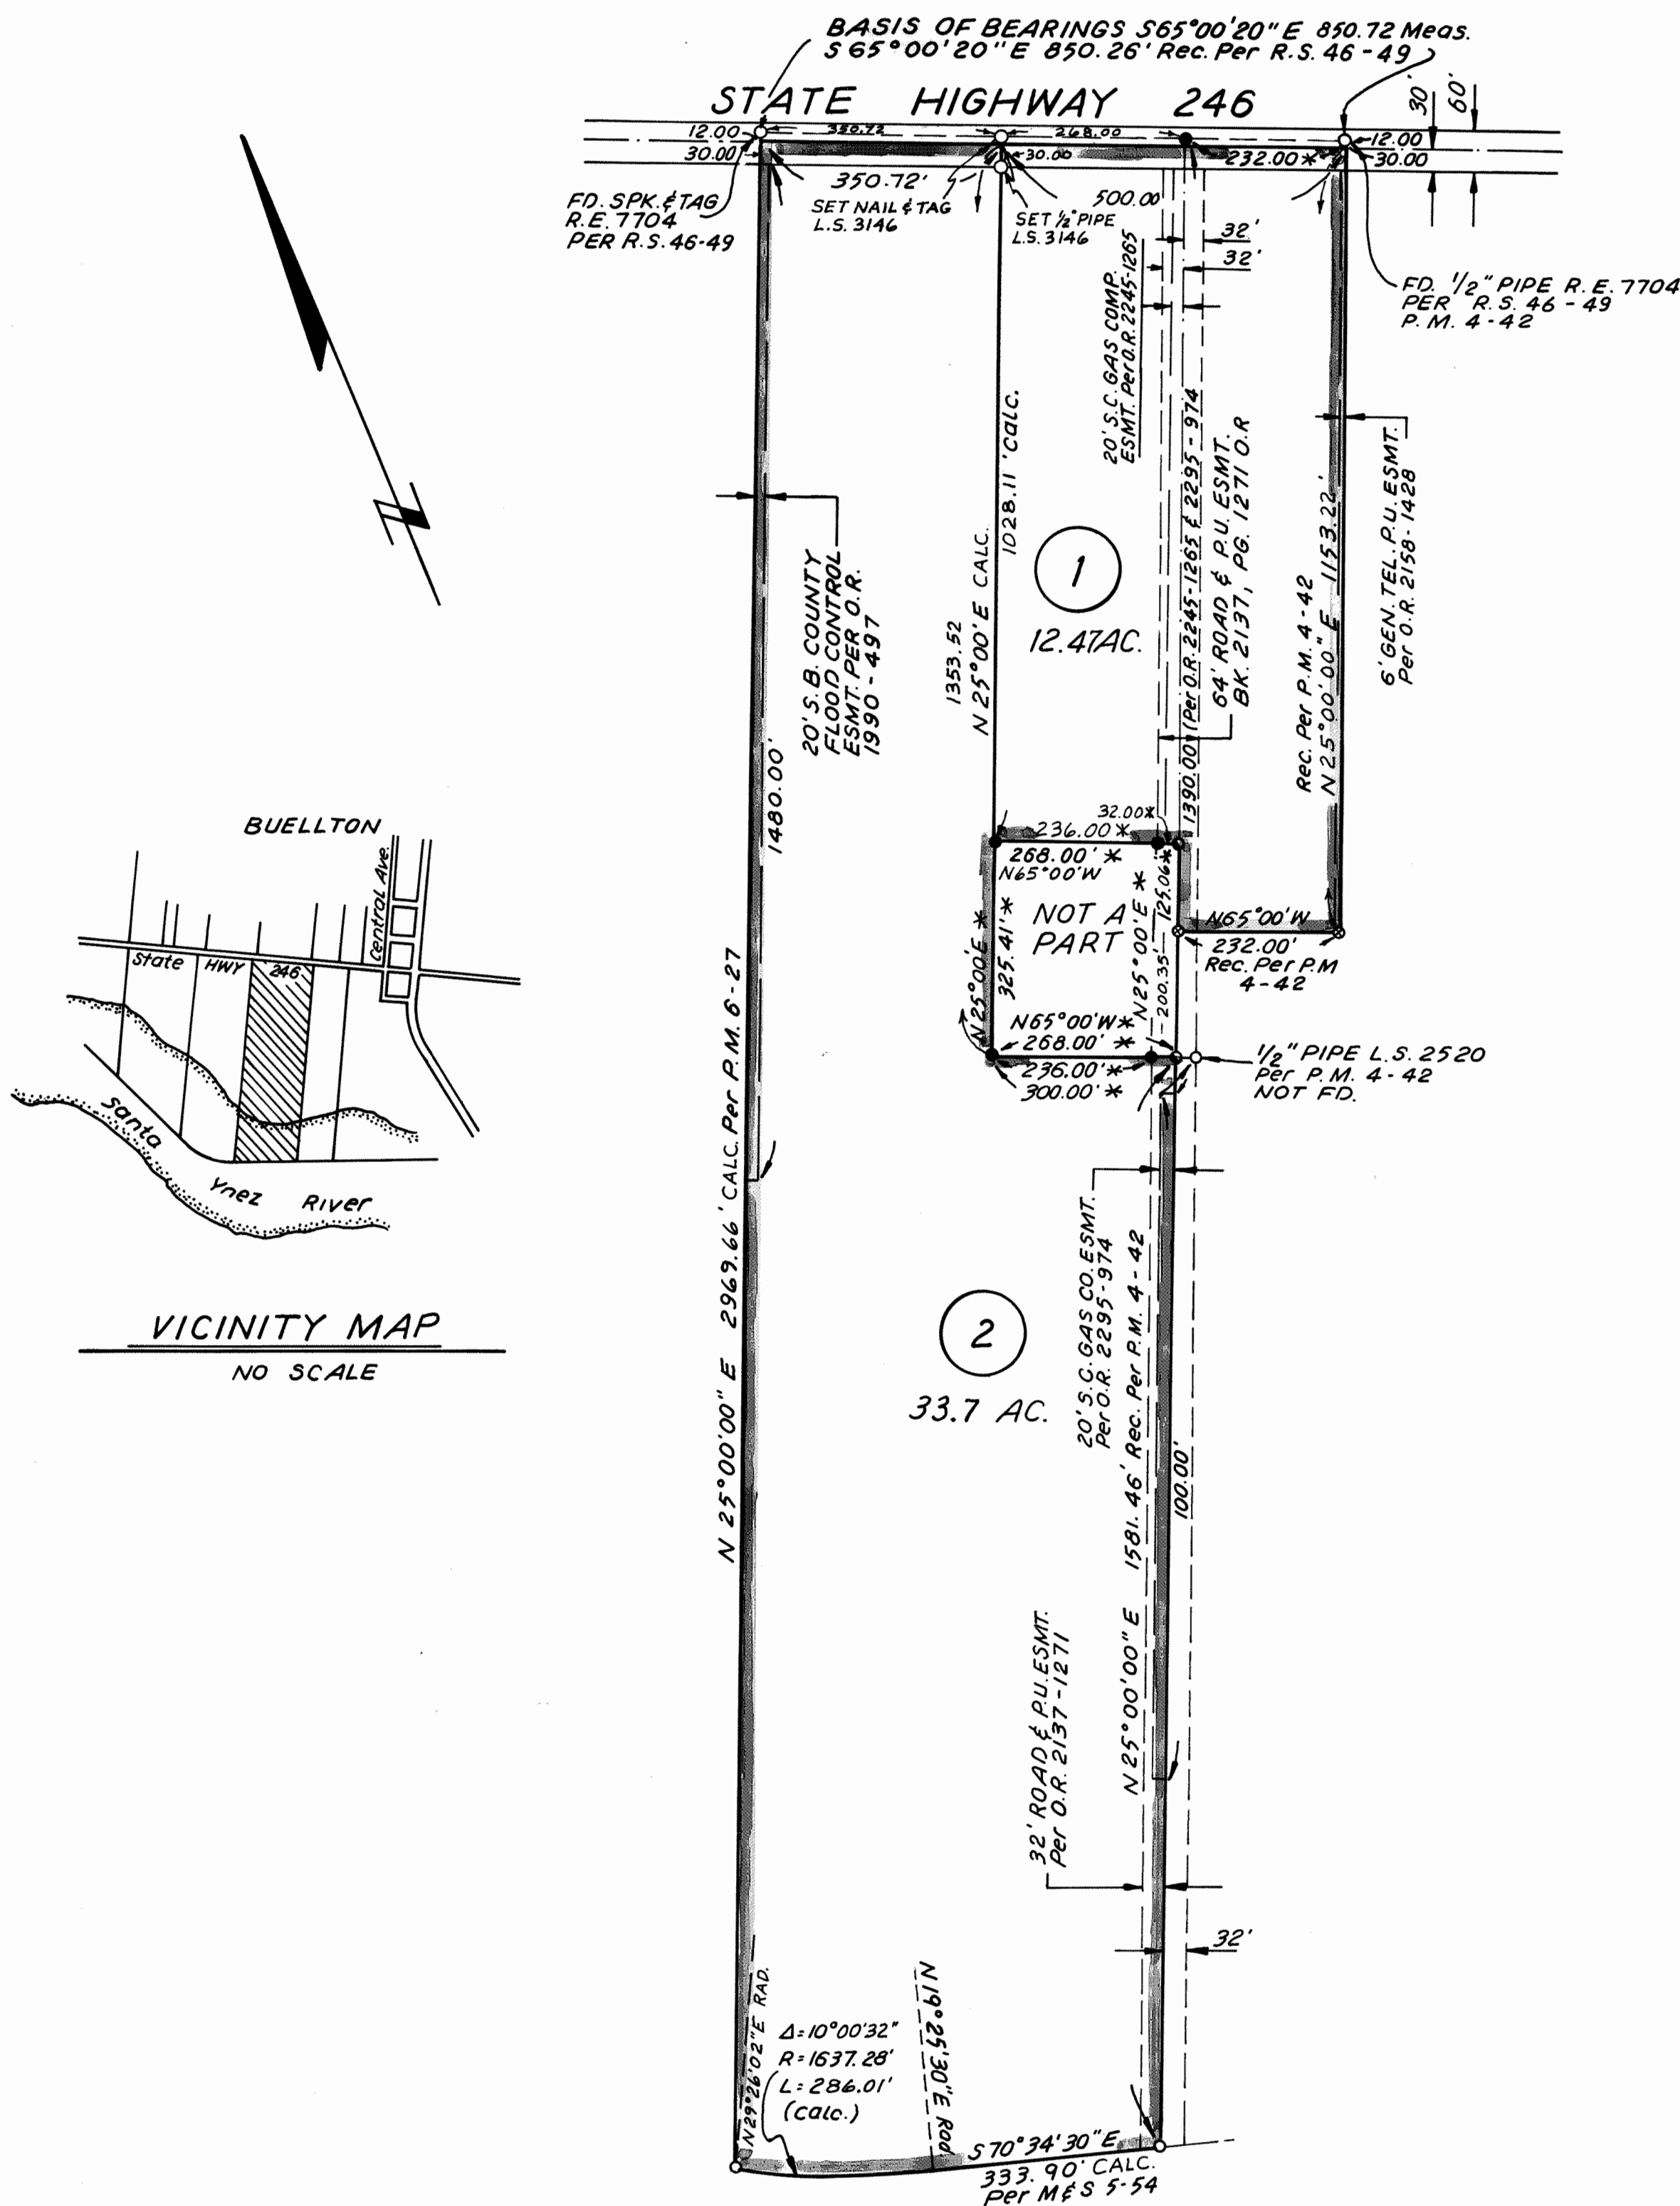 BASIS OF BEARINGS S65°00'20"E 850.72 Meas.
S65°00'20"E 850.26' Rec. Per R.S. 46-49
STATE HIGHWAY 246
30'
60'
12.00
350.72
268.00
12.00
30.00
30.00
232.00*
30.00
350.72'
500.00
FD. SPK. & TAG
R.E. 7704
PER R.S. 46-49
SET NAIL & TAG
L.S. 3146
SET 1/2" PIPE
L.S. 3146
32'
32'
FD. 1/2" PIPE R.E. 7704
PER R.S. 46-49
P.M. 4-42
20' S.C. GAS COMP.
ESMT. Per O.R. 2245-1265
1028.11' calc.
N 25°00' E CALC.
1353.52
1
12.47 AC.
1390.00 (Per O.R. 2245-1265 & 2295-974
64' ROAD & P.U. ESMT.
BK. 2137, PG. 1271 O.R
Rec. Per P.M. 4-42
N 25°00'00" E 1153.22'
6' GEN. TEL. P.U. ESMT.
Per O.R. 2158-1428
20' S.B. COUNTY
FLOOD CONTROL
ESMT. PER O.R.
1990-497
1480.00'
32.00*
236.00*
268.00' *
N65°00'W
NOT A
PART
N 25°00'E *
325.41' *
N 25°00'E *
125.06*
200.35'
N65°00'W
232.00'
Rec. Per P.M
4-42
N65°00'W*
268.00' *
236.00'*
300.00' *
1/2" PIPE L.S. 2520
Per P.M. 4-42
NOT FD.
BUELLTON
Central Ave.
State HWY 246
Santa Ynez River
VICINITY MAP
NO SCALE
N 25°00'00" E 2969.66' CALC. Per P.M. 6-27
2
33.7 AC.
20' S.C. GAS CO. ESMT.
Per O.R. 2295-974
N 25°00'00" E 1581.46' Rec. Per P.M. 4-42
100.00'
32' ROAD & P.U. ESMT.
Per O.R. 2137-1271
32'
N29°26'02"E RAD.
Δ=10°00'32"
R=1637.28'
L=286.01'
(calc.)
N 19°25'30"E Rad
S70°34'30"E
333.90' CALC.
Per M&S 5-54